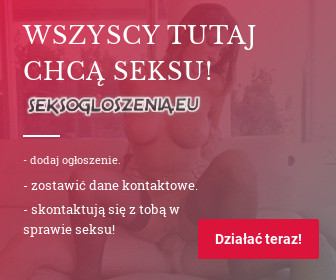 WSZYSCY TUTAJ
CHCĄ SEKSU!
SEKSOGLOSZENIA.EU
- dodaj ogłoszenie.
- zostawić dane kontaktowe.
- skontaktują się z tobą w
sprawie seksu!
Działać teraz!